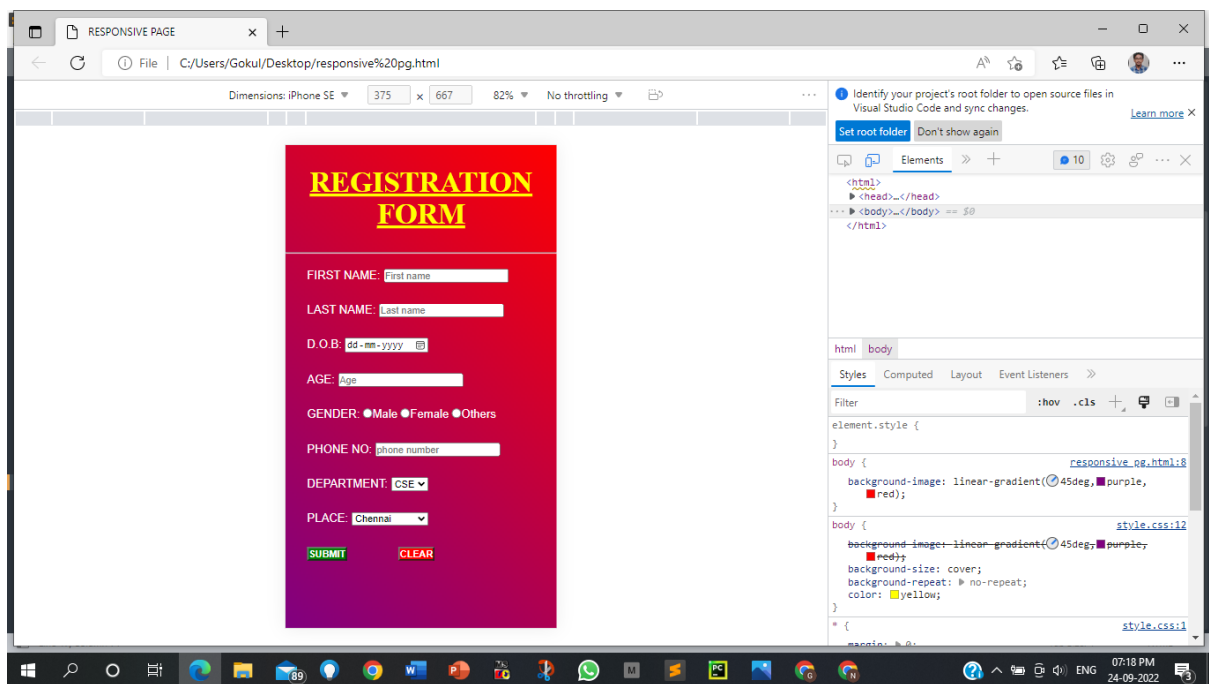 RESPONSIVE PAGE
File | C:/Users/Gokul/Desktop/responsive%20pg.html
Dimensions: iPhone SE ▼ 375 x 667 82% ▼ No throttling ▼
REGISTRATION
FORM
FIRST NAME: First name
LAST NAME: Last name
D.O.B: dd-mm-yyyy
AGE: Age
GENDER: Male Female Others
PHONE NO: phone number
DEPARTMENT: CSE
PLACE: Chennai
SUBMIT CLEAR
Identify your project's root folder to open source files in
Visual Studio Code and sync changes.
Learn more
Set root folder Don't show again
Elements 10
<html>
<head>…</head>
<body>…</body> == $0
</html>
html body
Styles Computed Layout Event Listeners
Filter :hov .cls
element.style {
}
body { responsive pg.html:8
background-image: linear-gradient(45deg,purple,
red);
}
body { style.css:12
background-image: linear-gradient(45deg,purple,
red);
background-size: cover;
background-repeat: no-repeat;
color: yellow;
}
* { style.css:1
margin: 0;
89
ENG
07:18 PM
24-09-2022
3